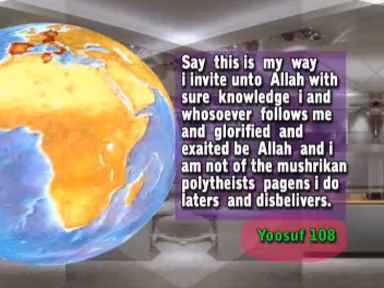 Say this is my way
i invite unto Allah with
sure knowledge i and
whosoever follows me
and glorified and
exaited be Allah and i
am not of the mushrikan
polytheists pagens i do
laters and disbelivers.
Yoosuf 108